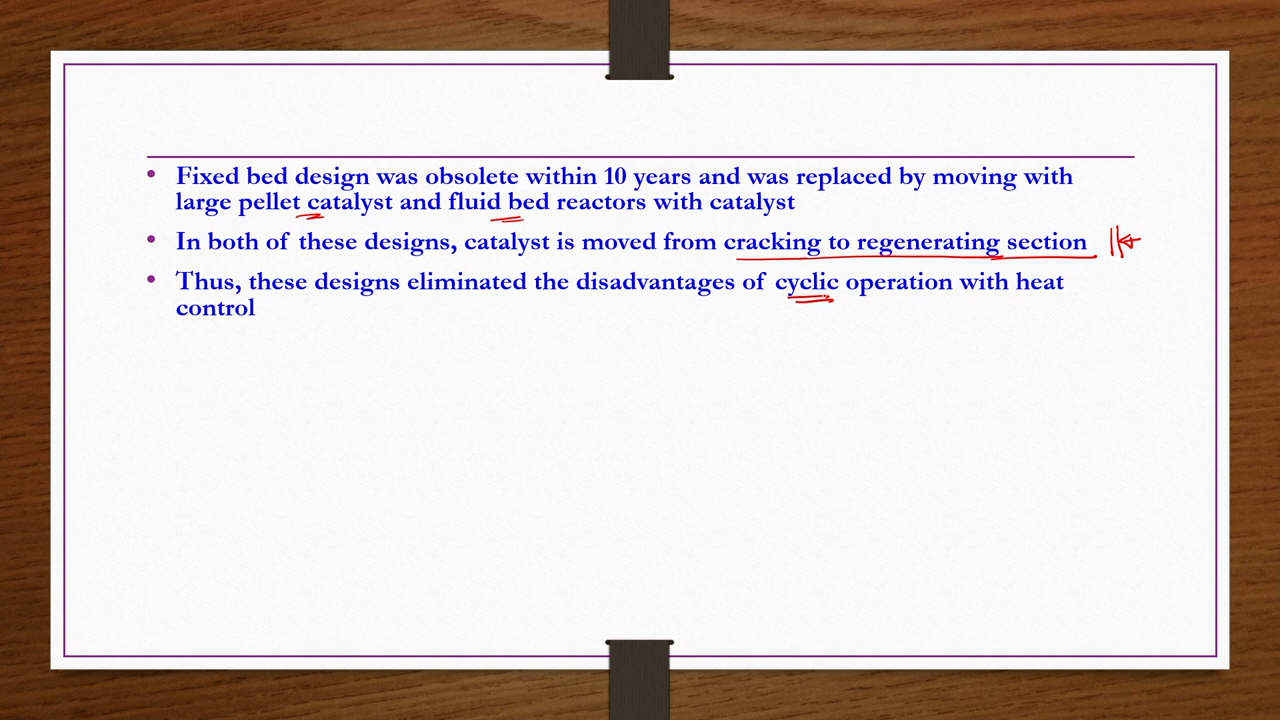 • Fixed bed design was obsolete within 10 years and was replaced by moving with
large pellet catalyst and fluid bed reactors with catalyst
• In both of these designs, catalyst is moved from cracking to regenerating section
• Thus, these designs eliminated the disadvantages of cyclic operation with heat
control